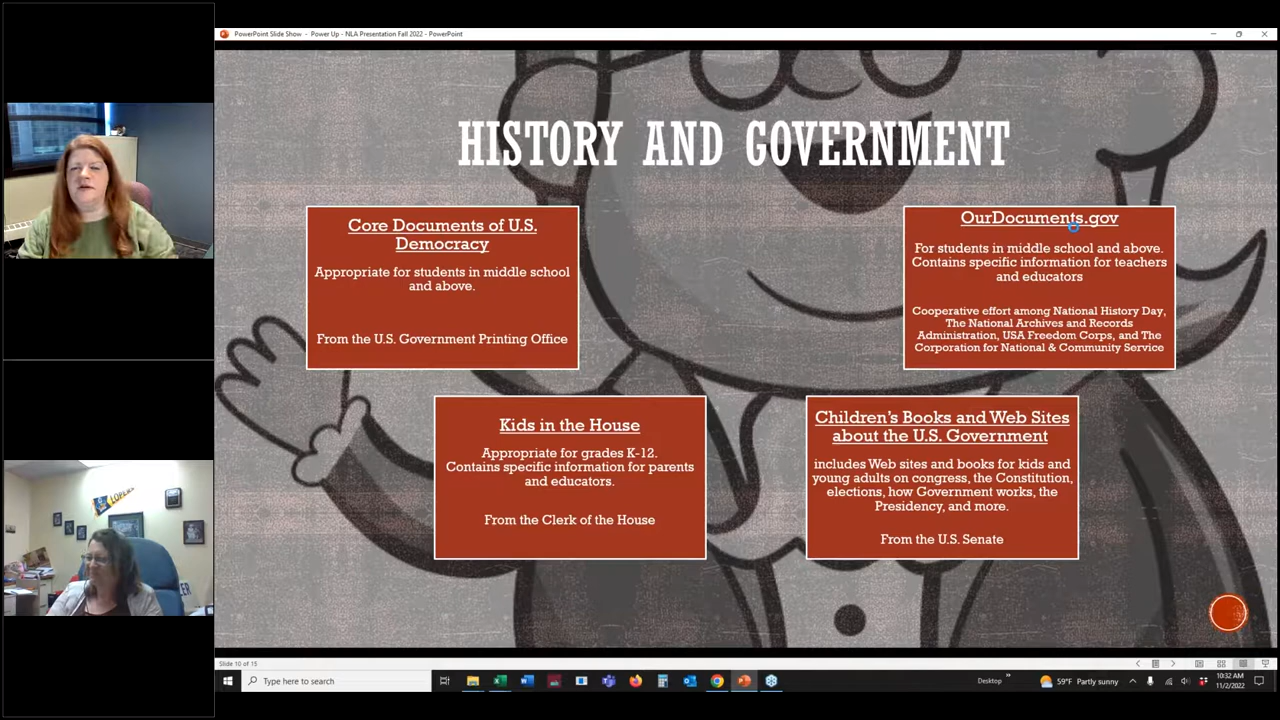 PowerPoint Slide Show - Power Up - NLA Presentation Fall 2022 - PowerPoint
HISTORY AND GOVERNMENT
Core Documents of U.S.
Democracy
Appropriate for students in middle school
and above.
From the U.S. Government Printing Office
OurDocuments.gov
For students in middle school and above.
Contains specific information for teachers
and educators
Cooperative effort among National History Day,
The National Archives and Records
Administration, USA Freedom Corps, and The
Corporation for National & Community Service
Kids in the House
Appropriate for grades K-12.
Contains specific information for parents
and educators.
From the Clerk of the House
Children's Books and Web Sites
about the U.S. Government
includes Web sites and books for kids and
young adults on congress, the Constitution,
elections, how Government works, the
Presidency, and more.
From the U.S. Senate
LOPERS
Slide 10 of 15
Type here to search
Desktop
59°F Partly sunny
10:32 AM
11/2/2022